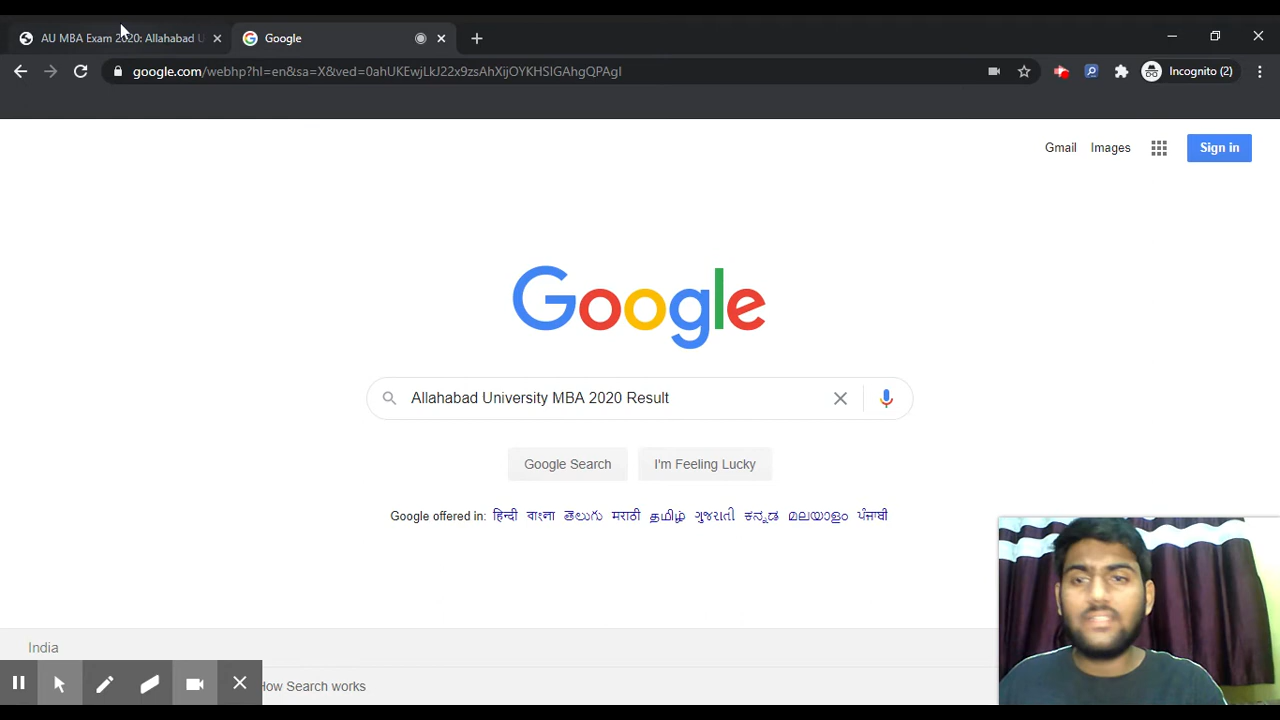 AU MBA Exam 2020: Allahabad U
Google
google.com/webhp?hl=en&sa=X&ved=0ahUKEwjLkJ22x9zsAhXijOYKHSIGAhgQPAgI
Incognito (2)
Gmail Images Sign in
Google
Allahabad University MBA 2020 Result
Google Search I'm Feeling Lucky
Google offered in: हिन्दी বাংলা తెలుగు मराठी தமிழ் ગુજરાતી ಕನ್ನಡ മലയാളം ਪੰਜਾਬੀ
India
How Search works